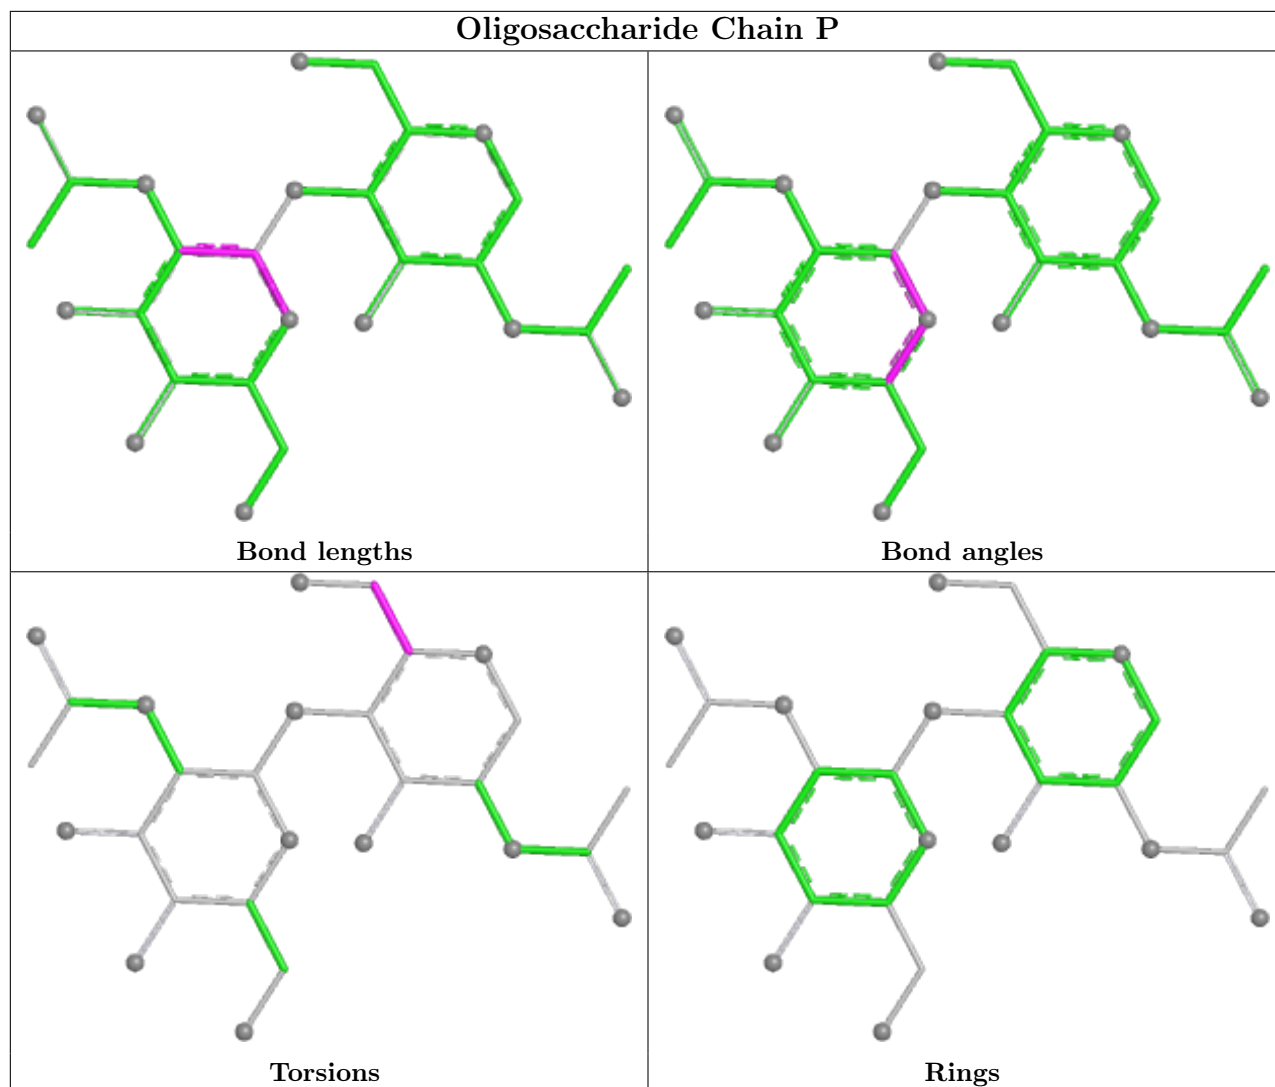 Oligosaccharide Chain P
Bond lengths
Bond angles
Torsions
Rings